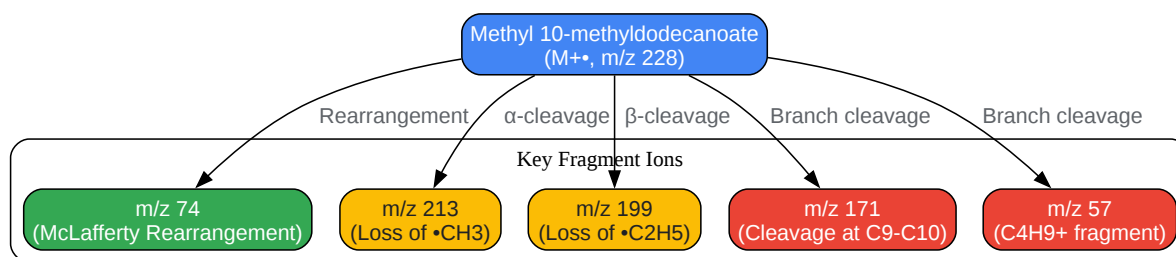 Methyl 10-methyldodecanoate
(M+•, m/z 228)
Rearrangement
α-cleavage
β-cleavage
Branch cleavage
Branch cleavage
Key Fragment Ions
m/z 74
(McLafferty Rearrangement)
m/z 213
(Loss of •CH3)
m/z 199
(Loss of •C2H5)
m/z 171
(Cleavage at C9-C10)
m/z 57
(C4H9+ fragment)